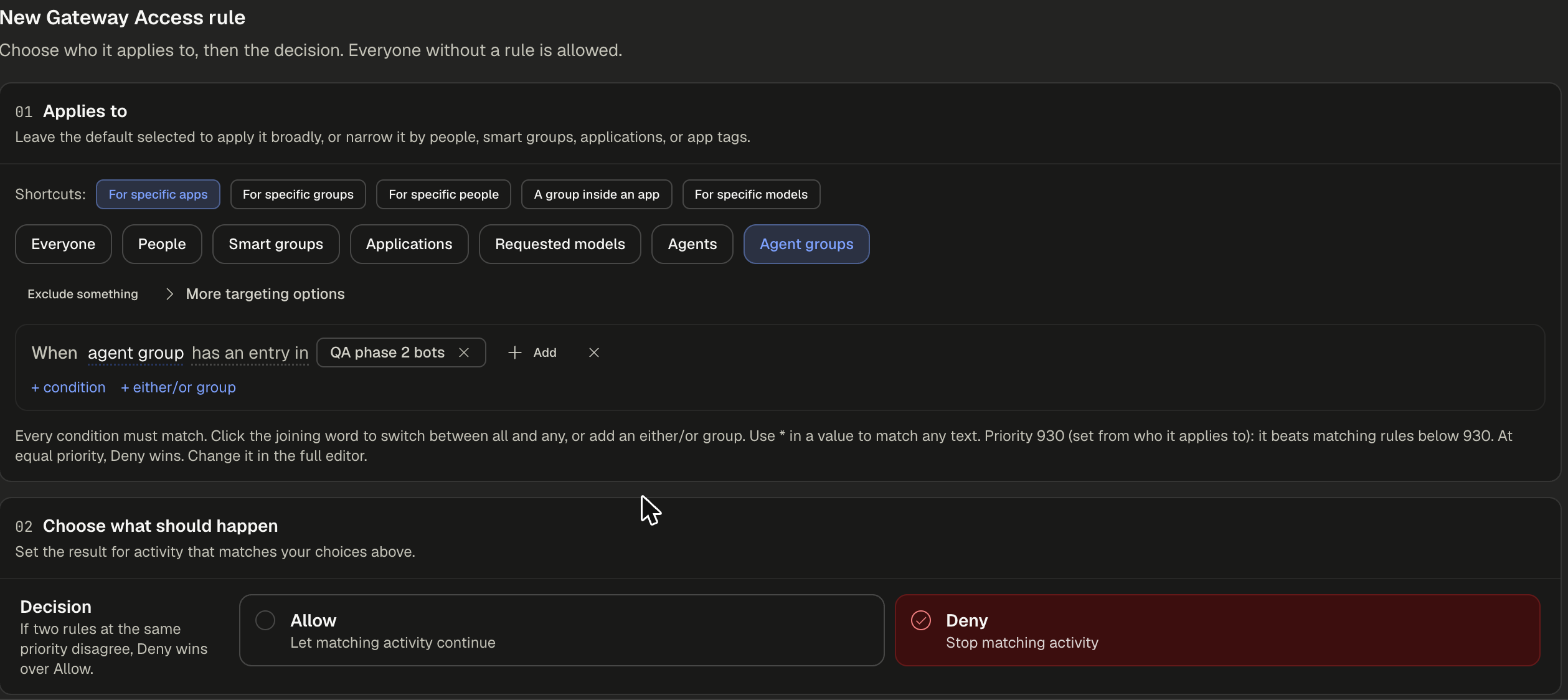 New Gateway Access rule
Choose who it applies to, then the decision. Everyone without a rule is allowed.
01 Applies to
Leave the default selected to apply it broadly, or narrow it by people, smart groups, applications, or app tags.
Shortcuts: For specific apps For specific groups For specific people A group inside an app For specific models
Everyone People Smart groups Applications Requested models Agents Agent groups
Exclude something More targeting options
When agent group has an entry in QA phase 2 bots × + Add ×
+ condition + either/or group
Every condition must match. Click the joining word to switch between all and any, or add an either/or group. Use * in a value to match any text. Priority 930 (set from who it applies to): it beats matching rules below 930. At
equal priority, Deny wins. Change it in the full editor.
02 Choose what should happen
Set the result for activity that matches your choices above.
Decision
If two rules at the same
priority disagree, Deny wins
over Allow.
Allow
Let matching activity continue
Deny
Stop matching activity